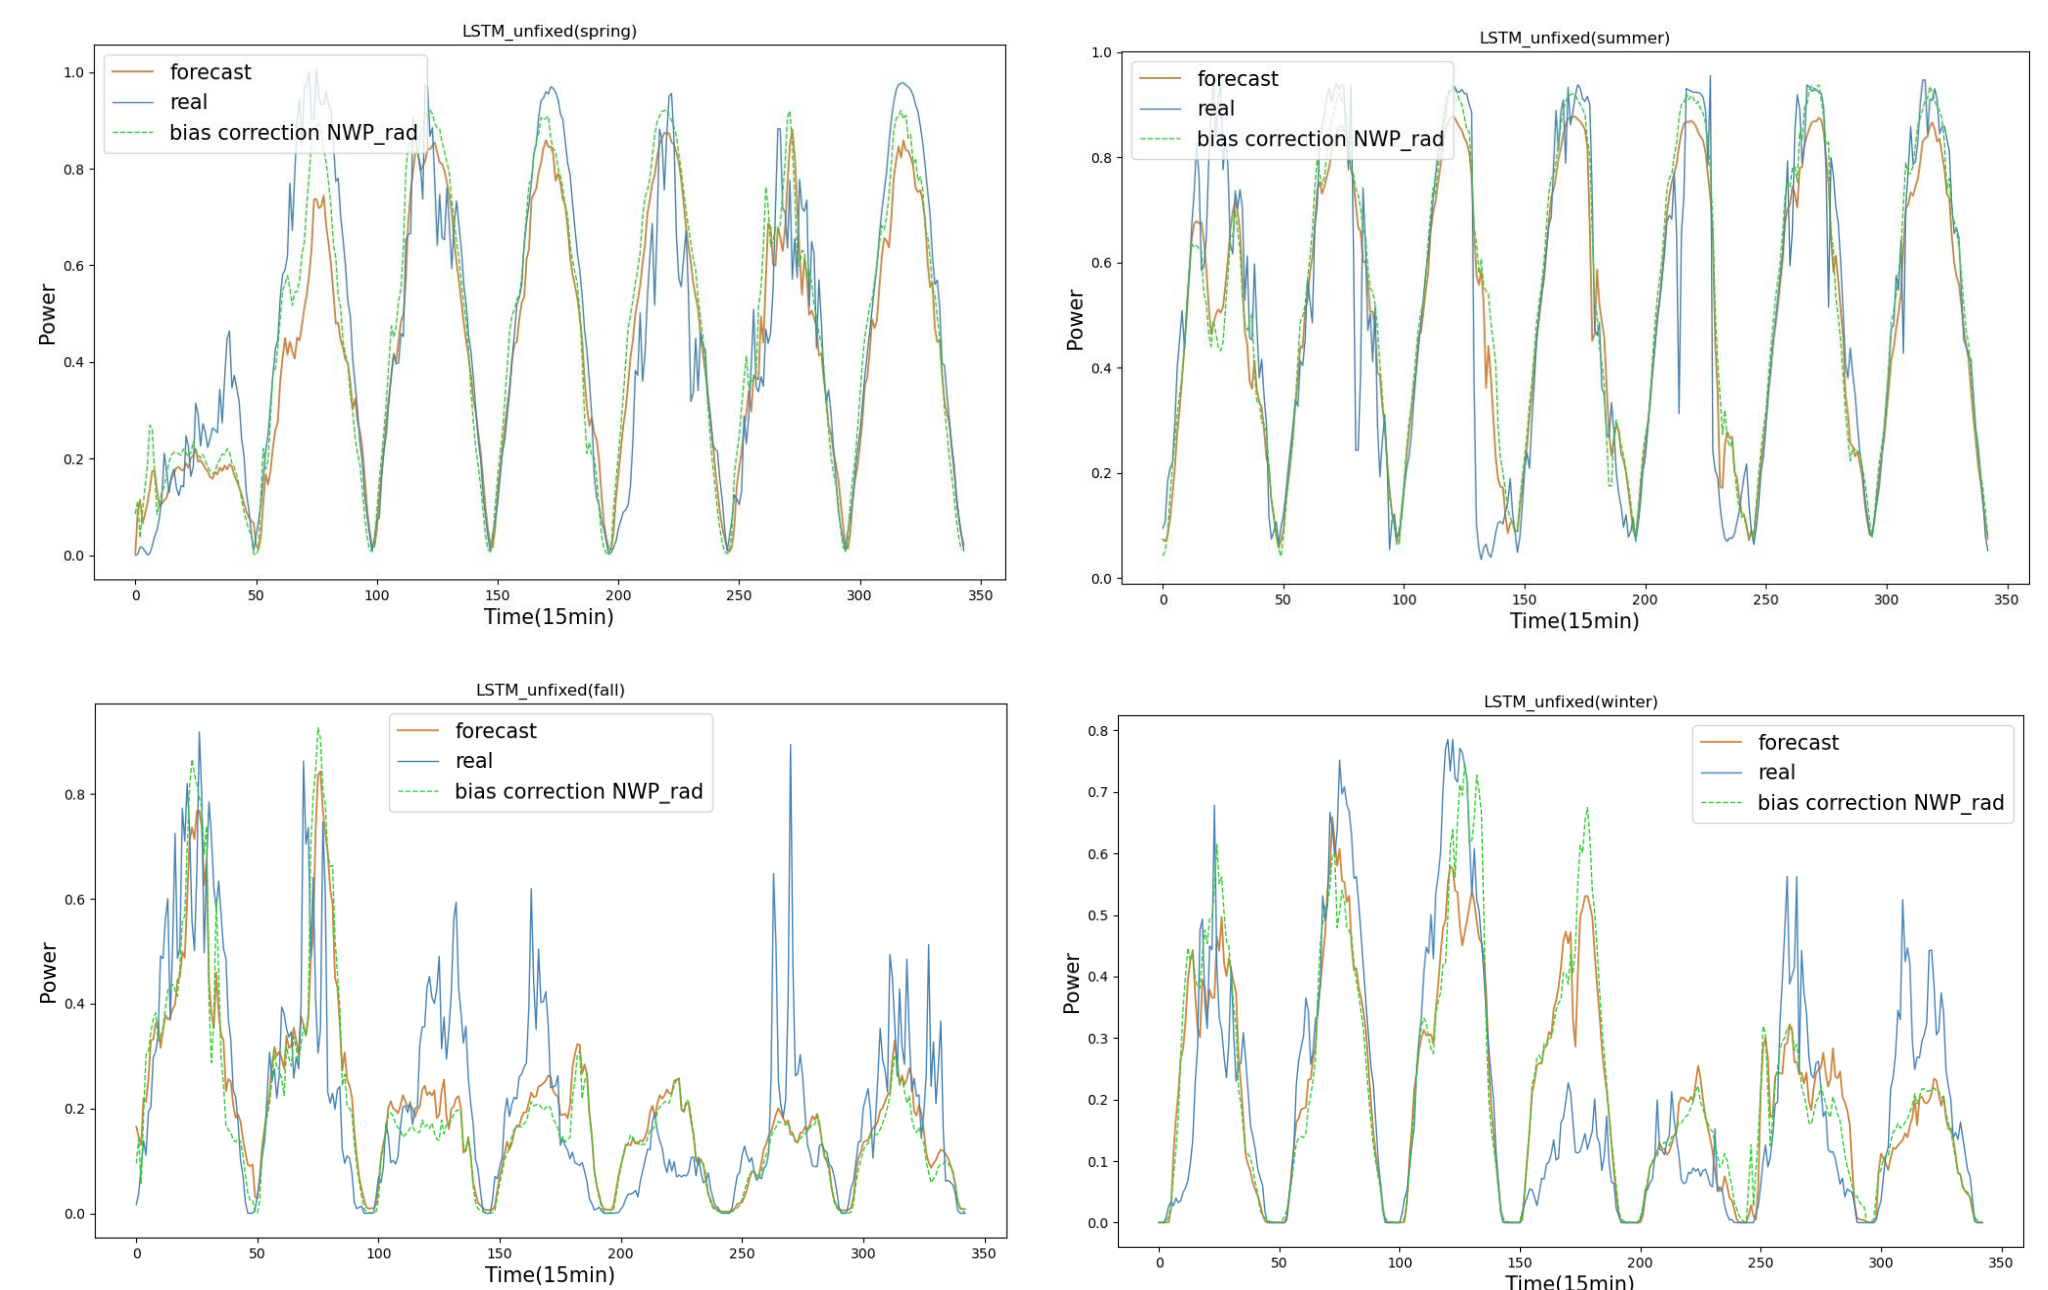 LSTM_unfixed(spring)
forecast
real
bias correction NWP_rad
Power
1.0
0.8
0.6
0.4
0.2
0.0
0 50 100 150 200 250 300 350
Time(15min)
LSTM_unfixed(summer)
forecast
real
bias correction NWP_rad
Power
1.0
0.8
0.6
0.4
0.2
0.0
0 50 100 150 200 250 300 350
Time(15min)
LSTM_unfixed(fall)
forecast
real
bias correction NWP_rad
Power
0.8
0.6
0.4
0.2
0.0
0 50 100 150 200 250 300 350
Time(15min)
LSTM_unfixed(winter)
forecast
real
bias correction NWP_rad
Power
0.8
0.7
0.6
0.5
0.4
0.3
0.2
0.1
0.0
0 50 100 150 200 250 300 350
Time(15min)